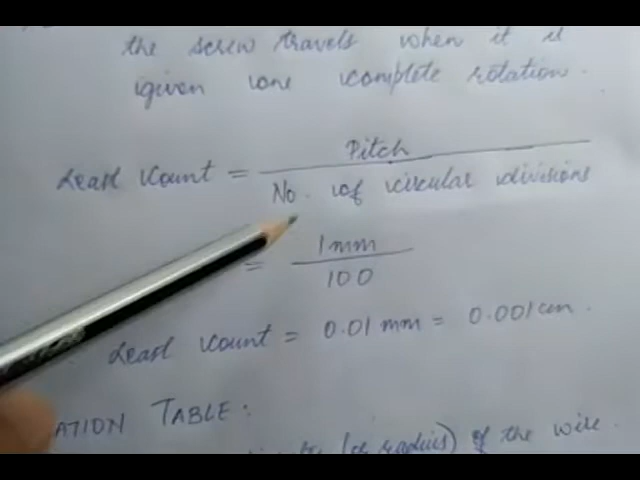 the screw travels when it is
given one complete rotation.
Least Count = Pitch
No. of circular divisions
= 1mm
100
Least Count = 0.01 mm = 0.001 cm.
ATION TABLE:
(or radius) of the wire.